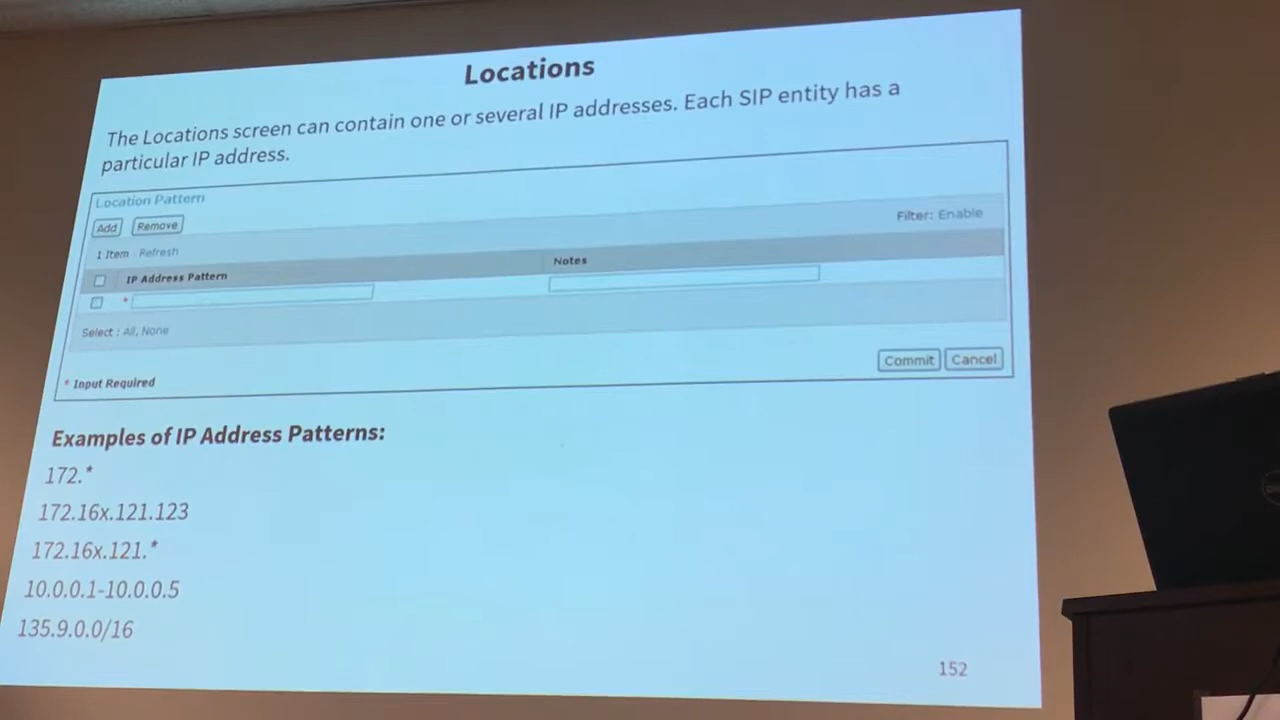 Locations
The Locations screen can contain one or several IP addresses. Each SIP entity has a
particular IP address.
Location Pattern
Add Remove
Filter: Enable
1 Item Refresh
IP Address Pattern Notes
*
Select : All, None
* Input Required
Commit Cancel
Examples of IP Address Patterns:
172.*
172.16x.121.123
172.16x.121.*
10.0.0.1-10.0.0.5
135.9.0.0/16
152